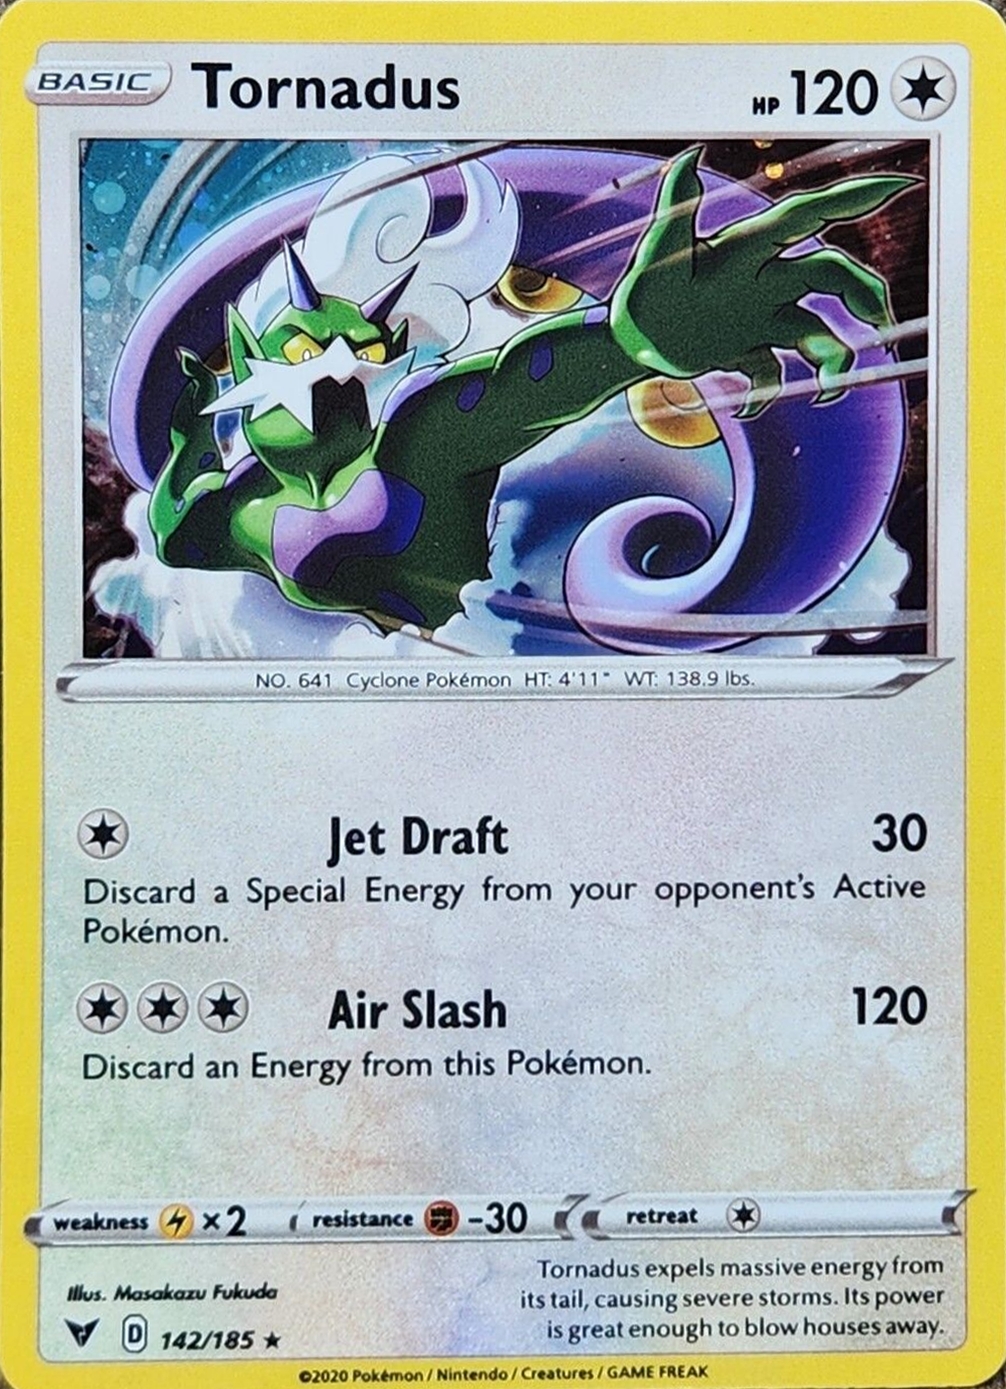 BASIC Tornadus HP 120
NO. 641 Cyclone Pokémon HT: 4'11" WT: 138.9 lbs.
Jet Draft 30
Discard a Special Energy from your opponent's Active
Pokémon.
Air Slash 120
Discard an Energy from this Pokémon.
weakness ×2 resistance -30 retreat
Tornadus expels massive energy from
its tail, causing severe storms. Its power
is great enough to blow houses away.
Illus. Masakazu Fukuda
D 142/185 ★
©2020 Pokémon / Nintendo / Creatures / GAME FREAK